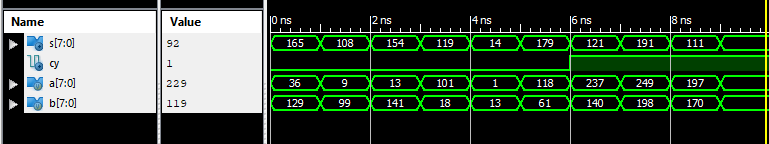 Name Value 0 ns 2 ns 4 ns 6 ns 8 ns
s[7:0] 92 165 108 154 119 14 179 121 191 111
cy 1
a[7:0] 229 36 9 13 101 1 118 237 249 197
b[7:0] 119 129 99 141 18 13 61 140 198 170